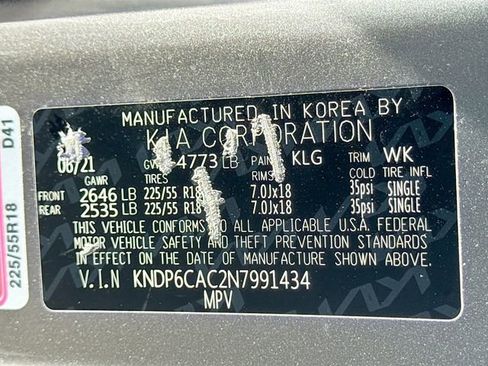 MANUFACTURED IN KOREA BY
KIA CORPORATION
06/21 GVWR 4773 LB PAINT KLG TRIM WK
GAWR TIRES RIMS COLD TIRE INFL
FRONT 2646 LB 225/55 R18 7.0Jx18 35psi SINGLE
REAR 2535 LB 225/55 R18 7.0Jx18 35psi SINGLE
THIS VEHICLE CONFORMS TO ALL APPLICABLE U.S.A. FEDERAL
MOTOR VEHICLE SAFETY AND THEFT PREVENTION STANDARDS
IN EFFECT ON THE DATE OF MANUFACTURE SHOWN ABOVE.
V.I.N KNDP6CAC2N7991434
MPV
225/55R18 D41